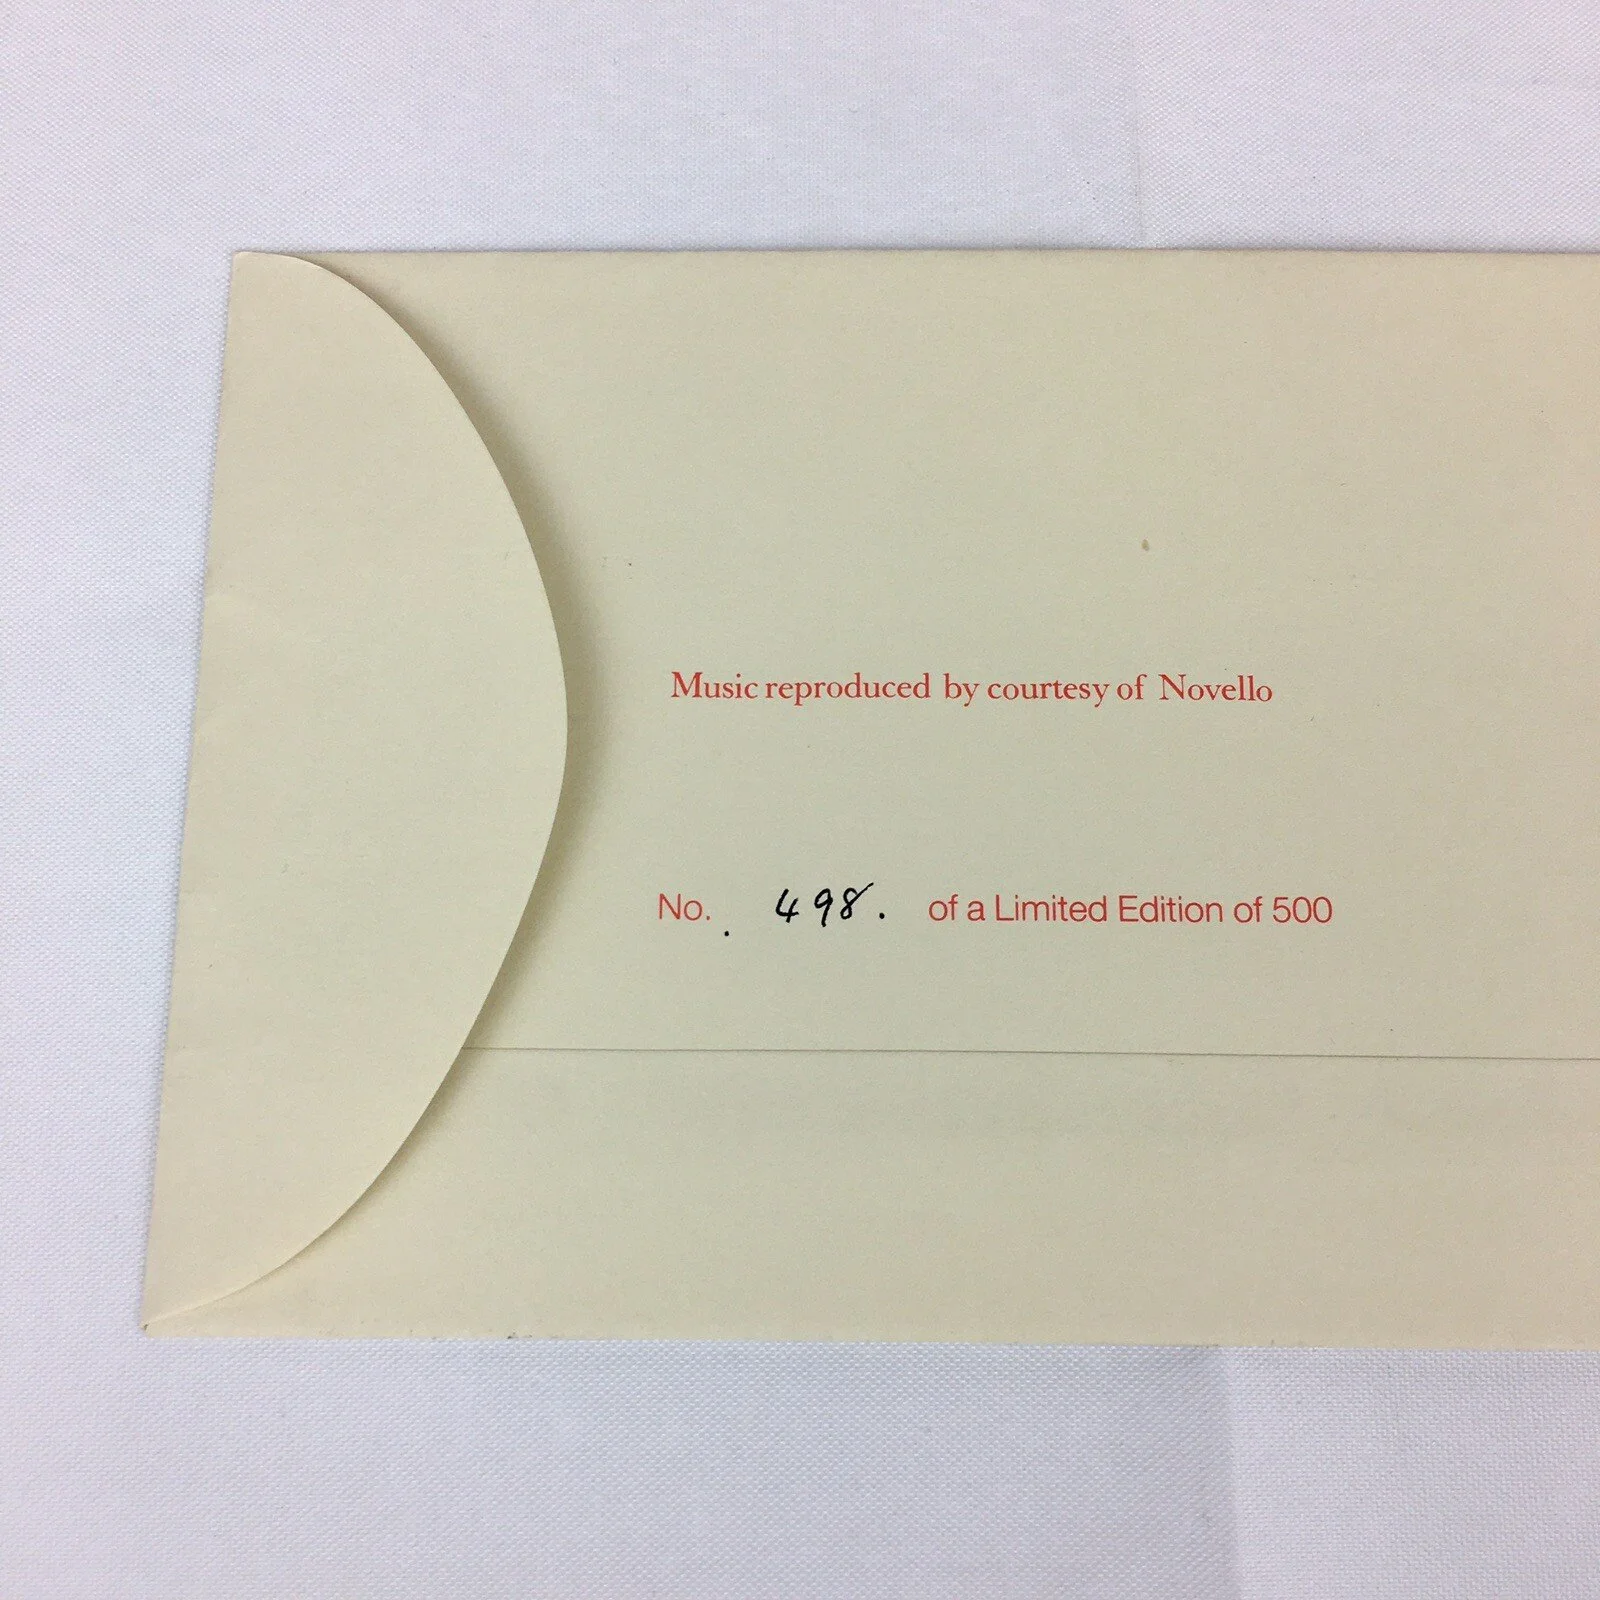 Music reproduced by courtesy of Novello
No. 498. of a Limited Edition of 500